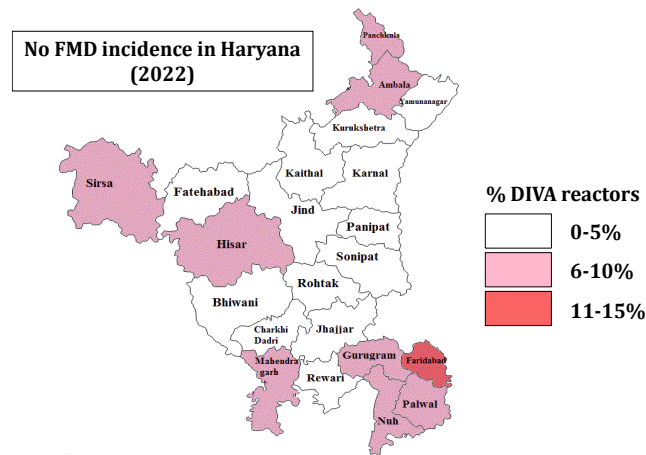 No FMD incidence in Haryana
(2022)
Panchkula
Ambala
Yamunanagar
Kurukshetra
Kaithal
Karnal
Sirsa
Fatehabad
Jind
Panipat
Hisar
Sonipat
Rohtak
Bhiwani
Charkhi
Dadri
Jhajjar
Mahendra
garh
Gurugram
Faridabad
Rewari
Palwal
Nuh
% DIVA reactors
0-5%
6-10%
11-15%